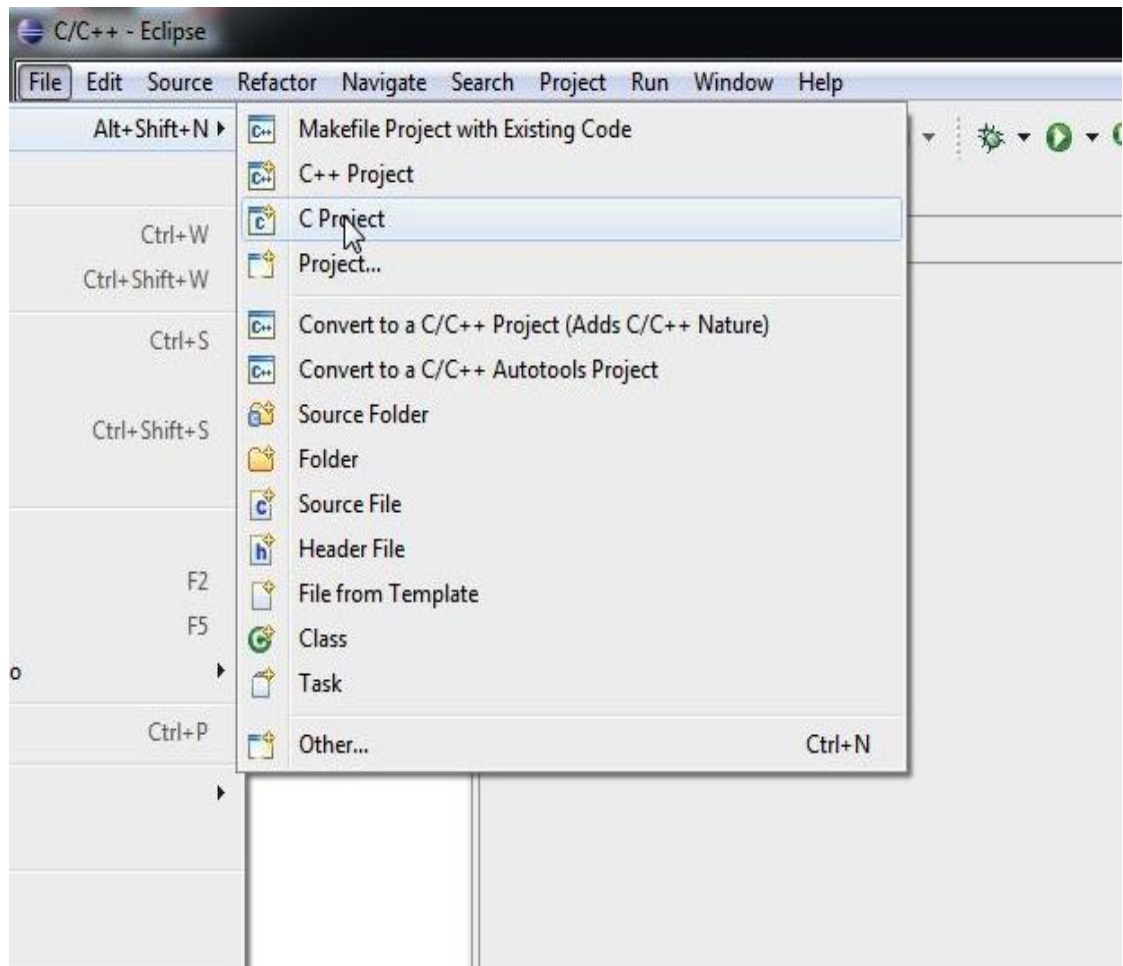 C/C++ - Eclipse
File Edit Source Refactor Navigate Search Project Run Window Help
Alt+Shift+N
Makefile Project with Existing Code
C++ Project
C Project
Project...
Convert to a C/C++ Project (Adds C/C++ Nature)
Convert to a C/C++ Autotools Project
Source Folder
Folder
Source File
Header File
File from Template
Class
Task
Other... Ctrl+N
Ctrl+W
Ctrl+Shift+W
Ctrl+S
Ctrl+Shift+S
F2
F5
o
Ctrl+P